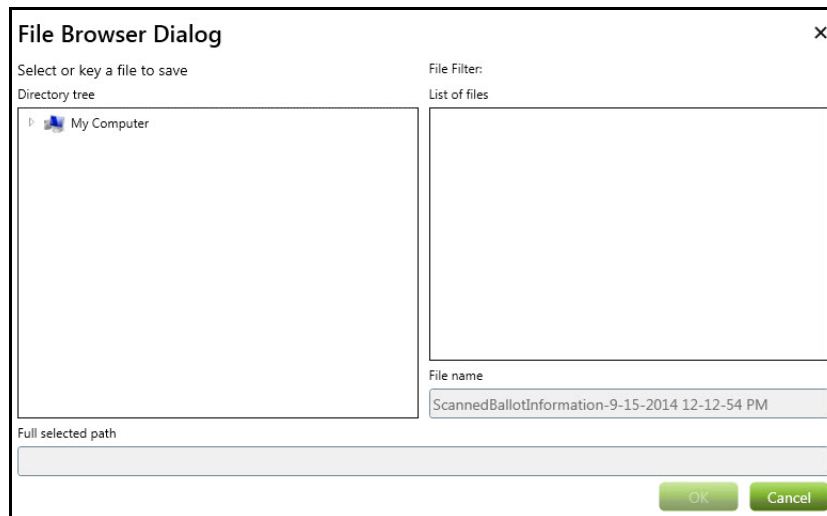 File Browser Dialog
Select or key a file to save
File Filter:
Directory tree
List of files
My Computer
File name
ScannedBallotInformation-9-15-2014 12-12-54 PM
Full selected path
OK
Cancel